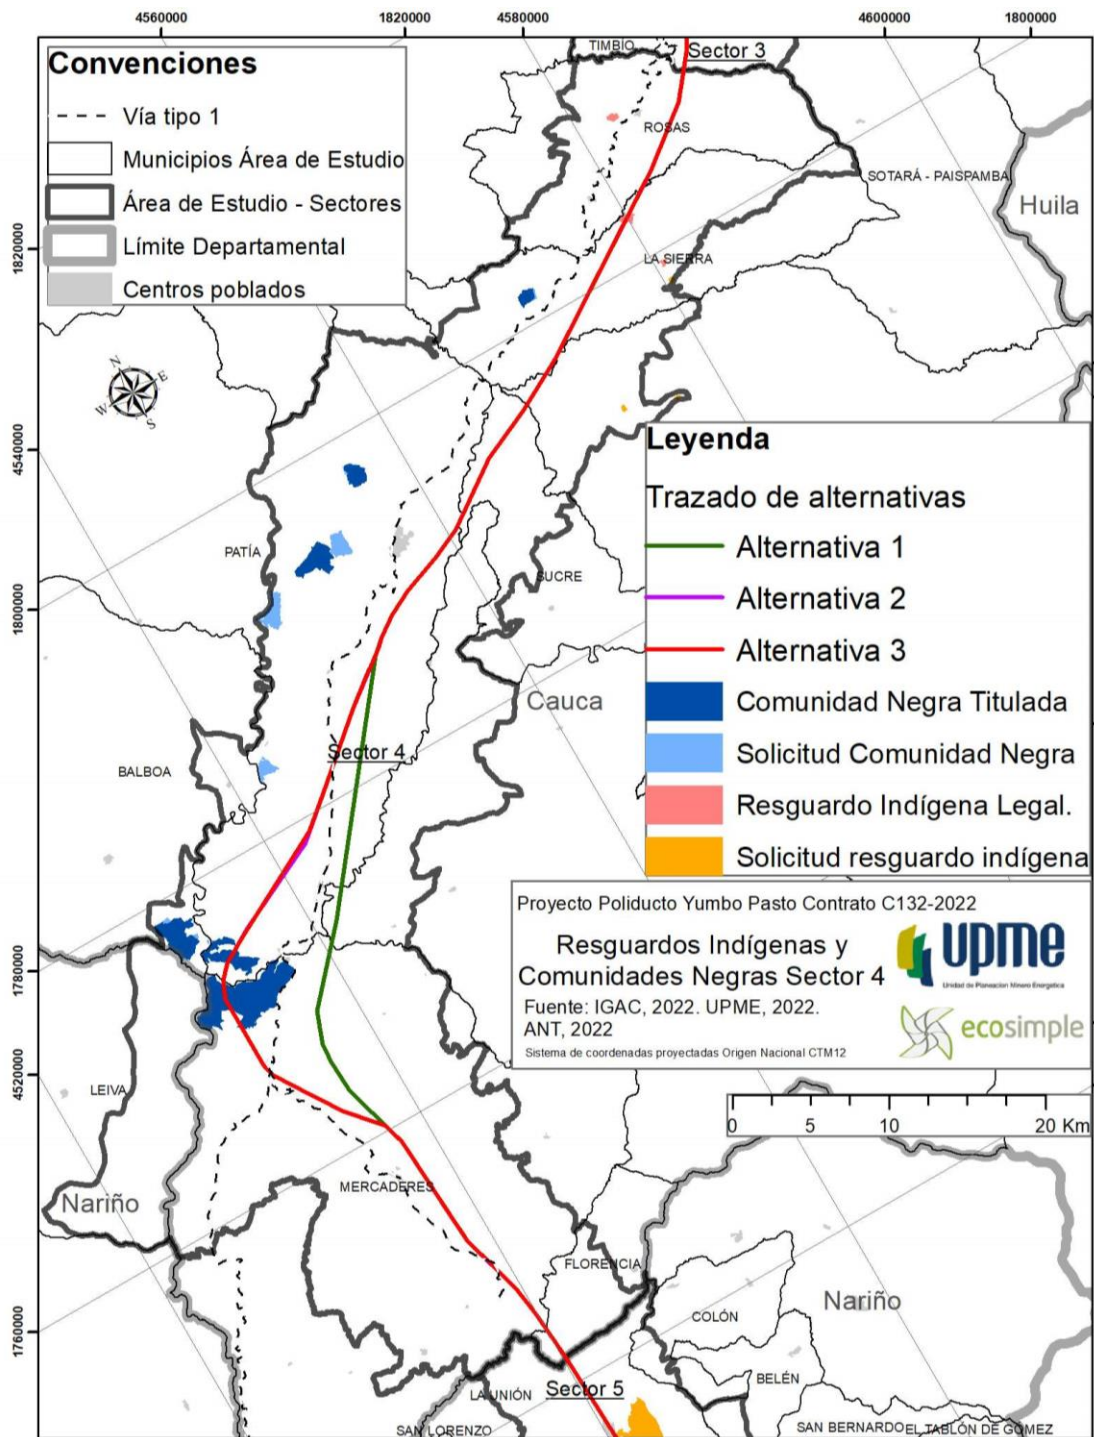 4560000
1820000
4580000
4600000
1800000
Convenciones
Vía tipo 1
Municipios Área de Estudio
Área de Estudio - Sectores
Límite Departamental
Centros poblados
TIMBÍO
Sector 3
ROSAS
SOTARÁ - PAISPAMBA
Huila
LA SIERRA
1820000
N
E
W
S
4540000
Leyenda
Trazado de alternativas
Alternativa 1
Alternativa 2
Alternativa 3
Comunidad Negra Titulada
Solicitud Comunidad Negra
Resguardo Indígena Legal.
Solicitud resguardo indígena
PATÍA
SUCRE
1800000
Cauca
Sector 4
BALBOA
Proyecto Poliducto Yumbo Pasto Contrato C132-2022
Resguardos Indígenas y
Comunidades Negras Sector 4
Fuente: IGAC, 2022. UPME, 2022.
ANT, 2022
Sistema de coordenadas proyectadas Origen Nacional CTM12
upme
Unidad de Planeación Minero Energética
ecosimple
1780000
4520000
LEIVA
0 5 10 20 Km
Nariño
MERCADERES
FLORENCIA
Nariño
COLÓN
1760000
BELÉN
LA UNIÓN
Sector 5
SAN LORENZO
SAN BERNARDO
EL TABLÓN DE GÓMEZ